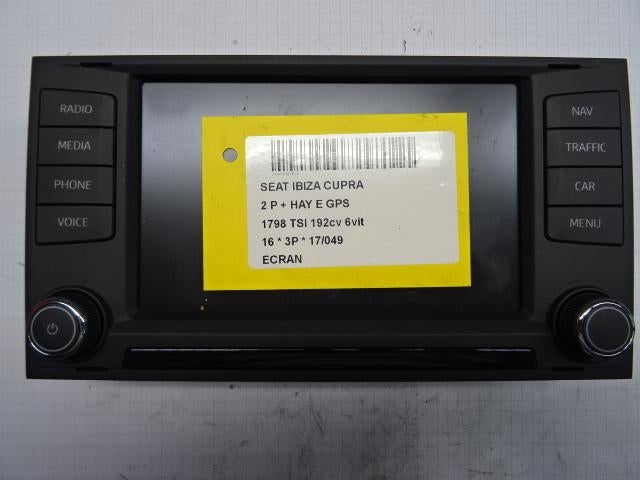 RADIO
MEDIA
PHONE
VOICE
SEAT IBIZA CUPRA
2 P + HAY E GPS
1798 TSI 192cv 6vit
16 * 3P * 17/049
ECRAN
NAV
TRAFFIC
CAR
MENU